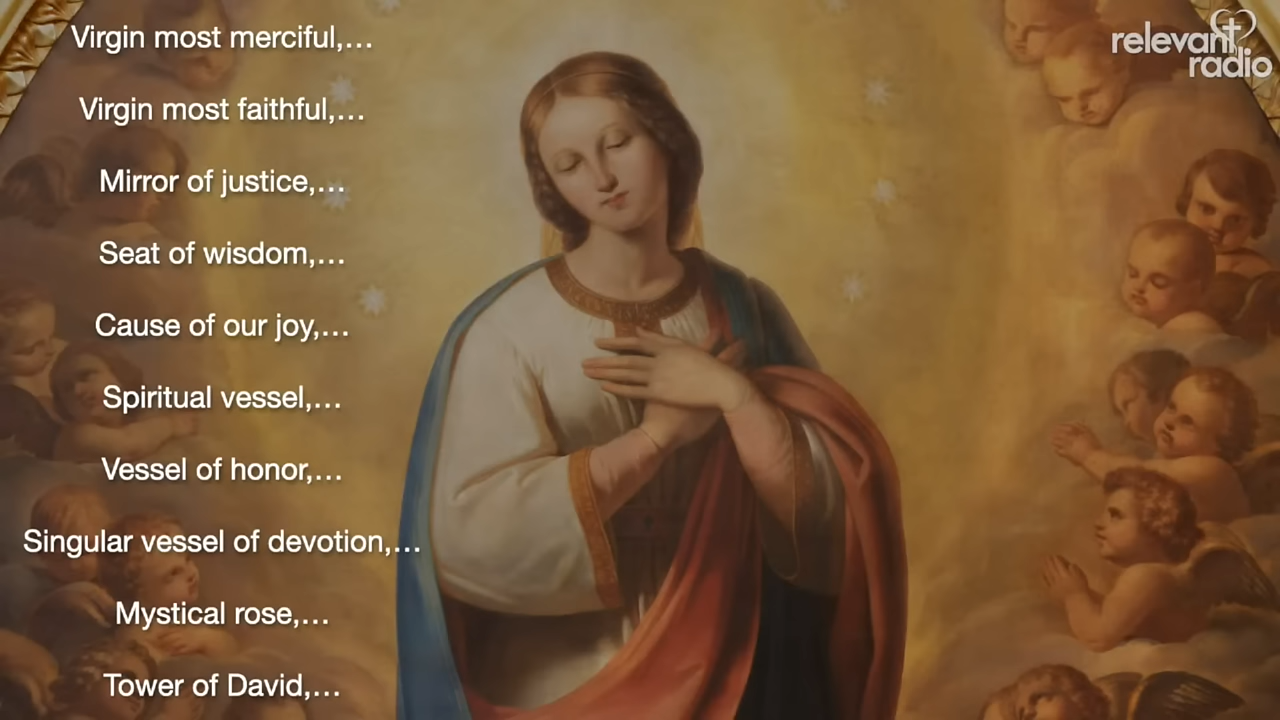 Virgin most merciful,...
Virgin most faithful,...
Mirror of justice,...
Seat of wisdom,...
Cause of our joy,...
Spiritual vessel,...
Vessel of honor,...
Singular vessel of devotion,...
Mystical rose,...
Tower of David,...
relevant
radio